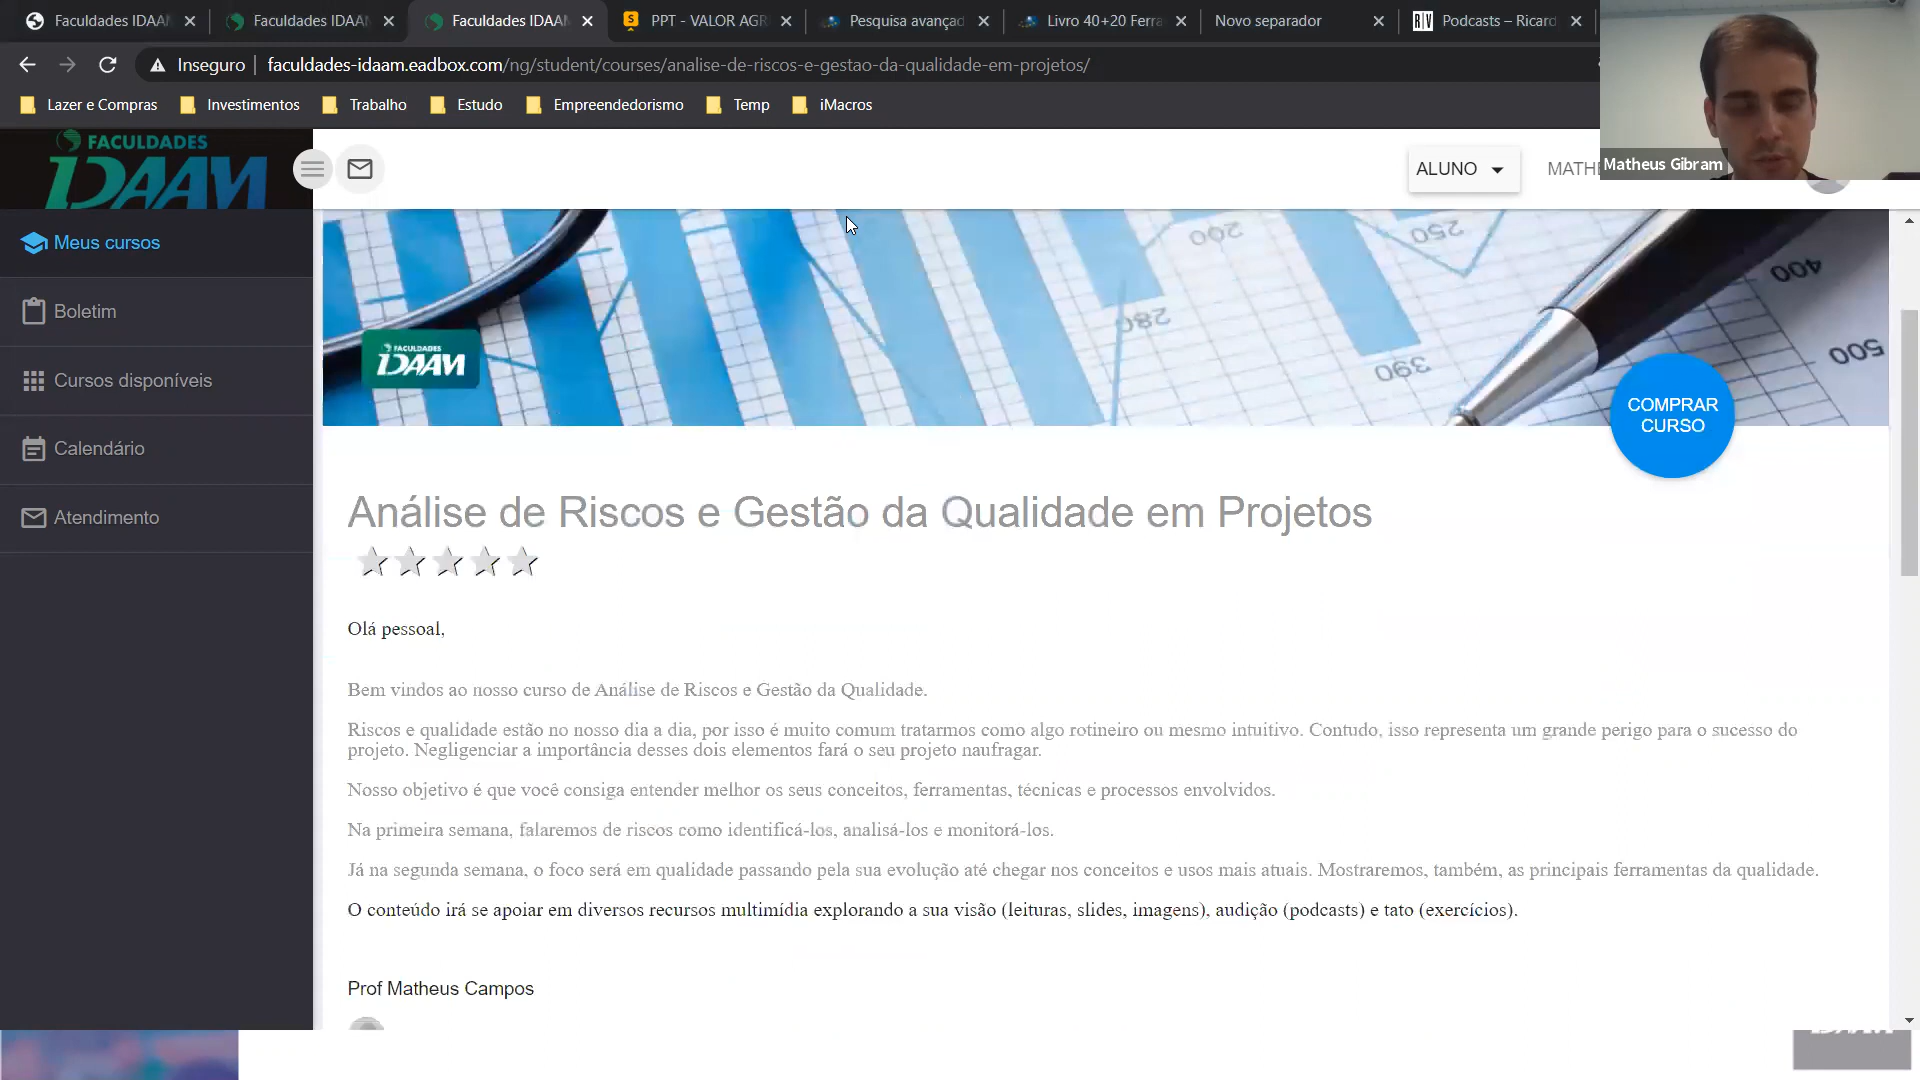 Faculdades IDAAM
Faculdades IDAAM
Faculdades IDAAM
PPT - VALOR AGR
Pesquisa avançad
Livro 40+20 Ferra
Novo separador
RV
Podcasts – Ricard
Inseguro
faculdades-idaam.eadbox.com/ng/student/courses/analise-de-riscos-e-gestao-da-qualidade-em-projetos/
Lazer e Compras
Investimentos
Trabalho
Estudo
Empreendedorismo
Temp
iMacros
Matheus Gibram
FACULDADES
IDAAM
ALUNO
MATHE
Meus cursos
Boletim
Cursos disponíveis
Calendário
Atendimento
200
250
400
280
390
500
FACULDADES
IDAAM
COMPRAR
CURSO
Análise de Riscos e Gestão da Qualidade em Projetos
Olá pessoal,
Bem vindos ao nosso curso de Análise de Riscos e Gestão da Qualidade.
Riscos e qualidade estão no nosso dia a dia, por isso é muito comum tratarmos como algo rotineiro ou mesmo intuitivo. Contudo, isso representa um grande perigo para o sucesso do
projeto. Negligenciar a importância desses dois elementos fará o seu projeto naufragar.
Nosso objetivo é que você consiga entender melhor os seus conceitos, ferramentas, técnicas e processos envolvidos.
Na primeira semana, falaremos de riscos como identificá-los, analisá-los e monitorá-los.
Já na segunda semana, o foco será em qualidade passando pela sua evolução até chegar nos conceitos e usos mais atuais. Mostraremos, também, as principais ferramentas da qualidade.
O conteúdo irá se apoiar em diversos recursos multimídia explorando a sua visão (leituras, slides, imagens), audição (podcasts) e tato (exercícios).
Prof Matheus Campos